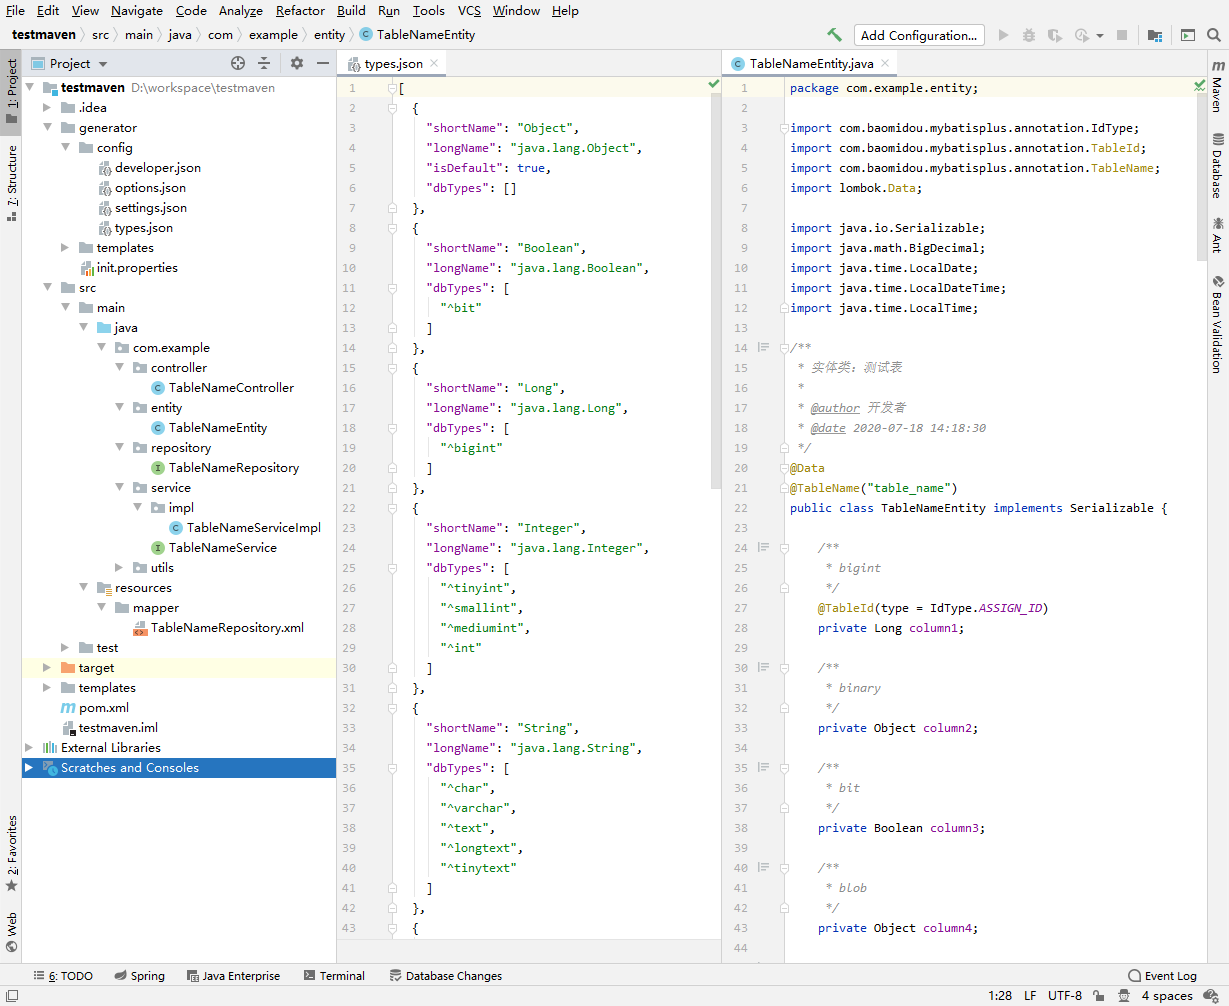 File Edit View Navigate Code Analyze Refactor Build Run Tools VCS Window Help
testmaven src main java com example entity C TableNameEntity
Add Configuration...
1: Project
7: Structure
2: Favorites
Web
Project
testmaven D:\workspace\testmaven
.idea
generator
config
developer.json
options.json
settings.json
types.json
templates
init.properties
src
main
java
com.example
controller
C TableNameController
entity
C TableNameEntity
repository
I TableNameRepository
service
impl
C TableNameServiceImpl
I TableNameService
utils
resources
mapper
TableNameRepository.xml
test
target
templates
m pom.xml
testmaven.iml
External Libraries
Scratches and Consoles
types.json
1 [
2 {
3 "shortName": "Object",
4 "longName": "java.lang.Object",
5 "isDefault": true,
6 "dbTypes": []
7 },
8 {
9 "shortName": "Boolean",
10 "longName": "java.lang.Boolean",
11 "dbTypes": [
12 "^bit"
13 ]
14 },
15 {
16 "shortName": "Long",
17 "longName": "java.lang.Long",
18 "dbTypes": [
19 "^bigint"
20 ]
21 },
22 {
23 "shortName": "Integer",
24 "longName": "java.lang.Integer",
25 "dbTypes": [
26 "^tinyint",
27 "^smallint",
28 "^mediumint",
29 "^int"
30 ]
31 },
32 {
33 "shortName": "String",
34 "longName": "java.lang.String",
35 "dbTypes": [
36 "^char",
37 "^varchar",
38 "^text",
39 "^longtext",
40 "^tinytext"
41 ]
42 },
43 {
C TableNameEntity.java
1 package com.example.entity;
2
3 import com.baomidou.mybatisplus.annotation.IdType;
4 import com.baomidou.mybatisplus.annotation.TableId;
5 import com.baomidou.mybatisplus.annotation.TableName;
6 import lombok.Data;
7
8 import java.io.Serializable;
9 import java.math.BigDecimal;
10 import java.time.LocalDate;
11 import java.time.LocalDateTime;
12 import java.time.LocalTime;
13
14 /**
15 * 实体类：测试表
16 *
17 * @author 开发者
18 * @date 2020-07-18 14:18:30
19 */
20 @Data
21 @TableName("table_name")
22 public class TableNameEntity implements Serializable {
23
24 /**
25 * bigint
26 */
27 @TableId(type = IdType.ASSIGN_ID)
28 private Long column1;
29
30 /**
31 * binary
32 */
33 private Object column2;
34
35 /**
36 * bit
37 */
38 private Boolean column3;
39
40 /**
41 * blob
42 */
43 private Object column4;
44
m Maven
Database
Ant
Bean Validation
6: TODO Spring Java Enterprise Terminal Database Changes Event Log
1:28 LF UTF-8 4 spaces